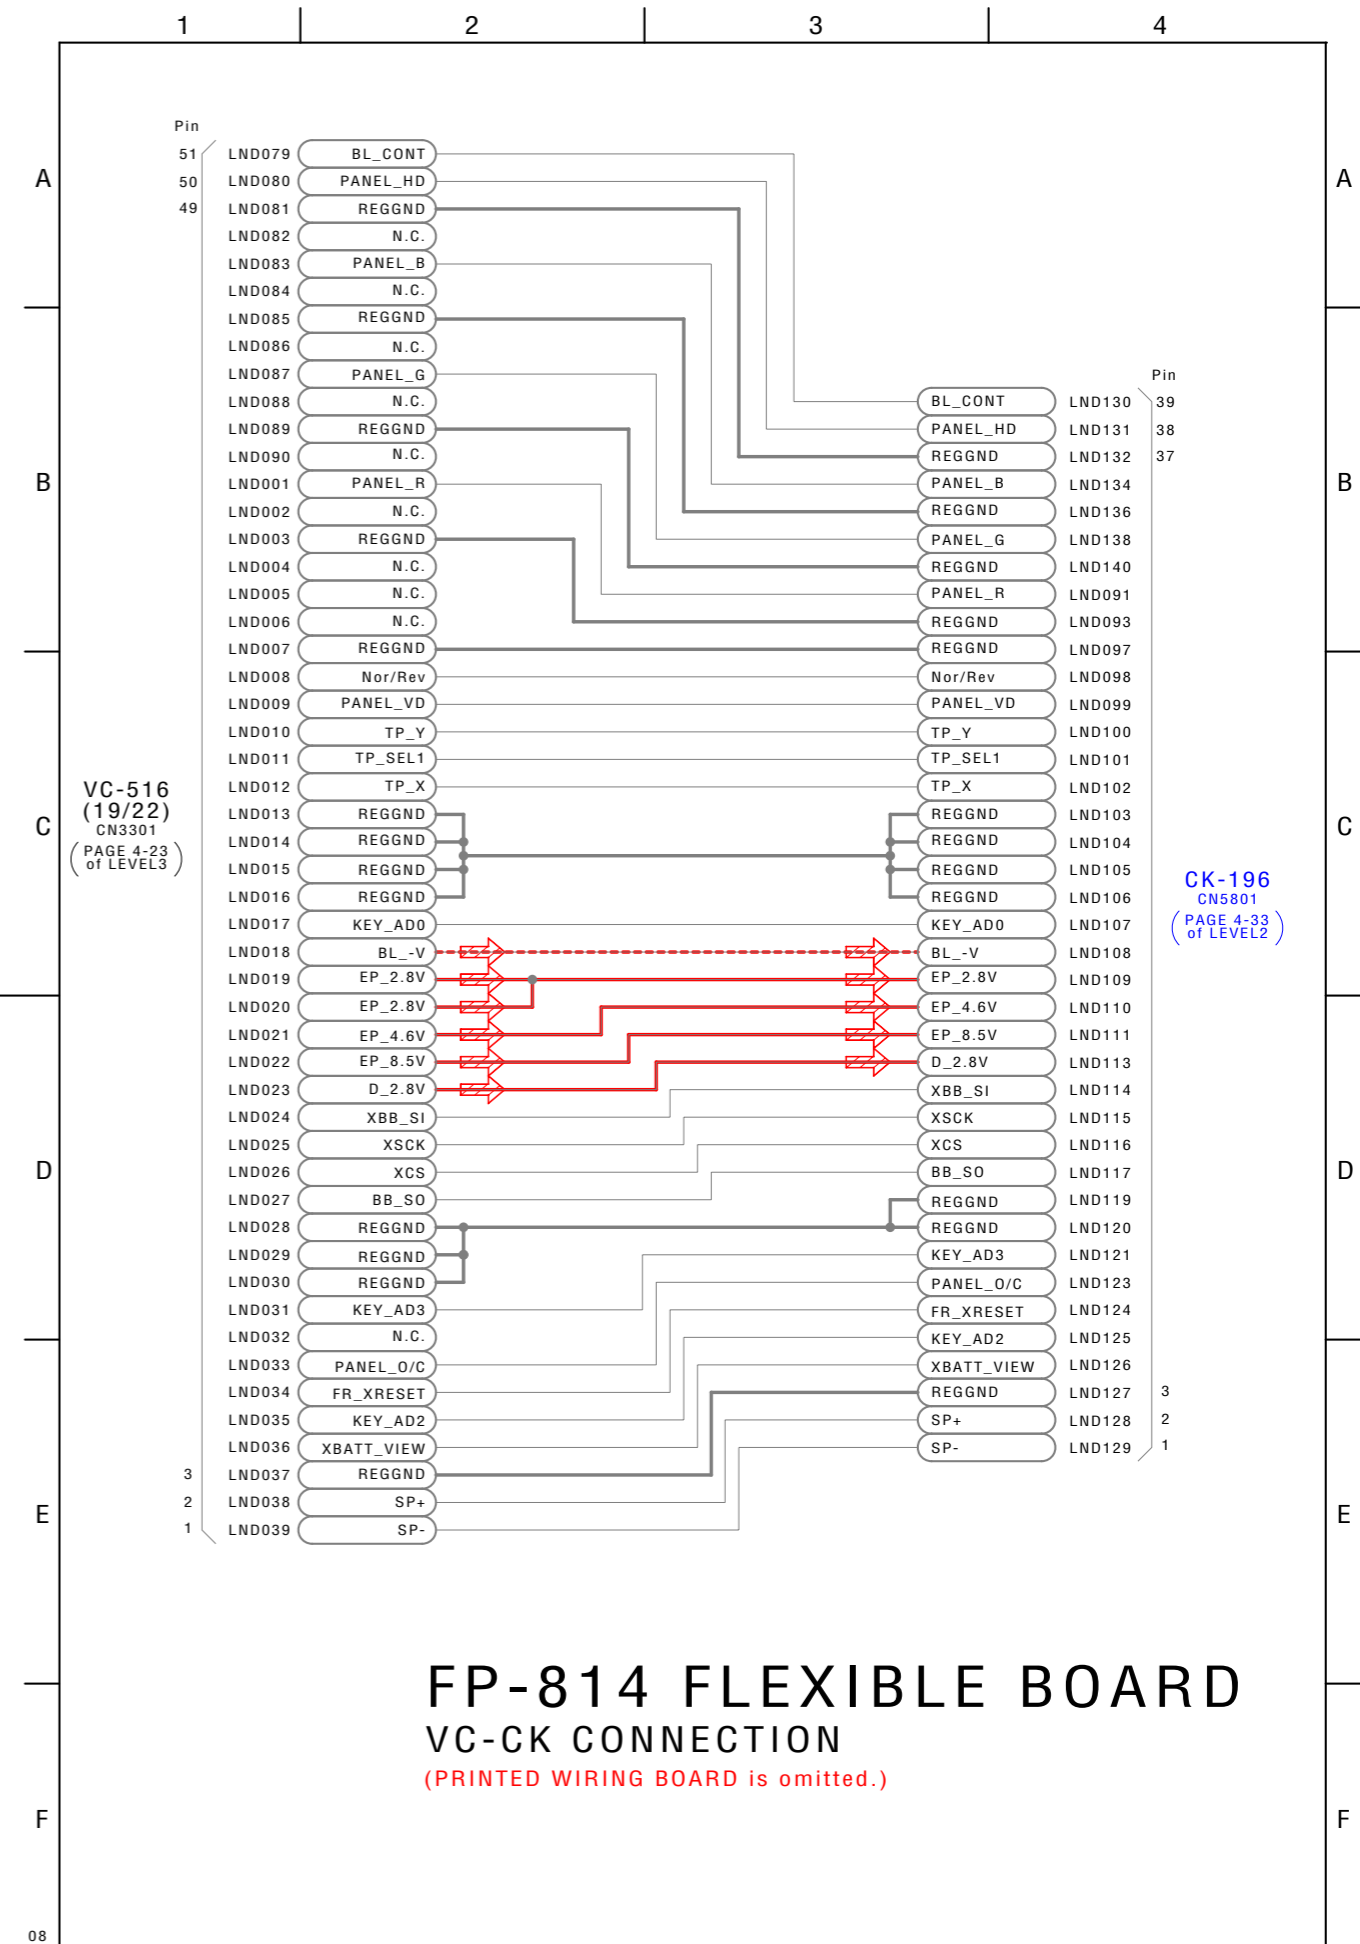 1 2 3 4
Pin
51 LND079 BL_CONT
A A
50 LND080 PANEL_HD
49 LND081 REGGND
LND082 N.C.
LND083 PANEL_B
LND084 N.C.
LND085 REGGND
LND086 N.C.
LND087 PANEL_G Pin
LND088 N.C. BL_CONT LND130 39
LND089 REGGND PANEL_HD LND131 38
LND090 N.C. REGGND LND132 37
B LND001 PANEL_R PANEL_B LND134 B
LND002 N.C. REGGND LND136
LND003 REGGND PANEL_G LND138
LND004 N.C. REGGND LND140
LND005 N.C. PANEL_R LND091
LND006 N.C. REGGND LND093
LND007 REGGND REGGND LND097
LND008 Nor/Rev Nor/Rev LND098
LND009 PANEL_VD PANEL_VD LND099
LND010 TP_Y TP_Y LND100
LND011 TP_SEL1 TP_SEL1 LND101
LND012 TP_X TP_X LND102
VC-516
(19/22)
CN3301
(PAGE 4-23
of LEVEL3)
LND013 REGGND REGGND LND103
C C
LND014 REGGND REGGND LND104
LND015 REGGND REGGND LND105
LND016 REGGND REGGND LND106
CK-196
CN5801
(PAGE 4-33
of LEVEL2)
LND017 KEY_AD0 KEY_AD0 LND107
LND018 BL_-V BL_-V LND108
LND019 EP_2.8V EP_2.8V LND109
LND020 EP_2.8V EP_4.6V LND110
LND021 EP_4.6V EP_8.5V LND111
LND022 EP_8.5V D_2.8V LND113
LND023 D_2.8V XBB_SI LND114
LND024 XBB_SI XSCK LND115
LND025 XSCK XCS LND116
D LND026 XCS BB_SO LND117 D
LND027 BB_SO REGGND LND119
LND028 REGGND REGGND LND120
LND029 REGGND KEY_AD3 LND121
LND030 REGGND PANEL_O/C LND123
LND031 KEY_AD3 FR_XRESET LND124
LND032 N.C. KEY_AD2 LND125
LND033 PANEL_O/C XBATT_VIEW LND126
LND034 FR_XRESET REGGND LND127 3
LND035 KEY_AD2 SP+ LND128 2
LND036 XBATT_VIEW SP- LND129 1
3 LND037 REGGND
2 LND038 SP+
E E
1 LND039 SP-
FP-814 FLEXIBLE BOARD
VC-CK CONNECTION
(PRINTED WIRING BOARD is omitted.)
F F
08